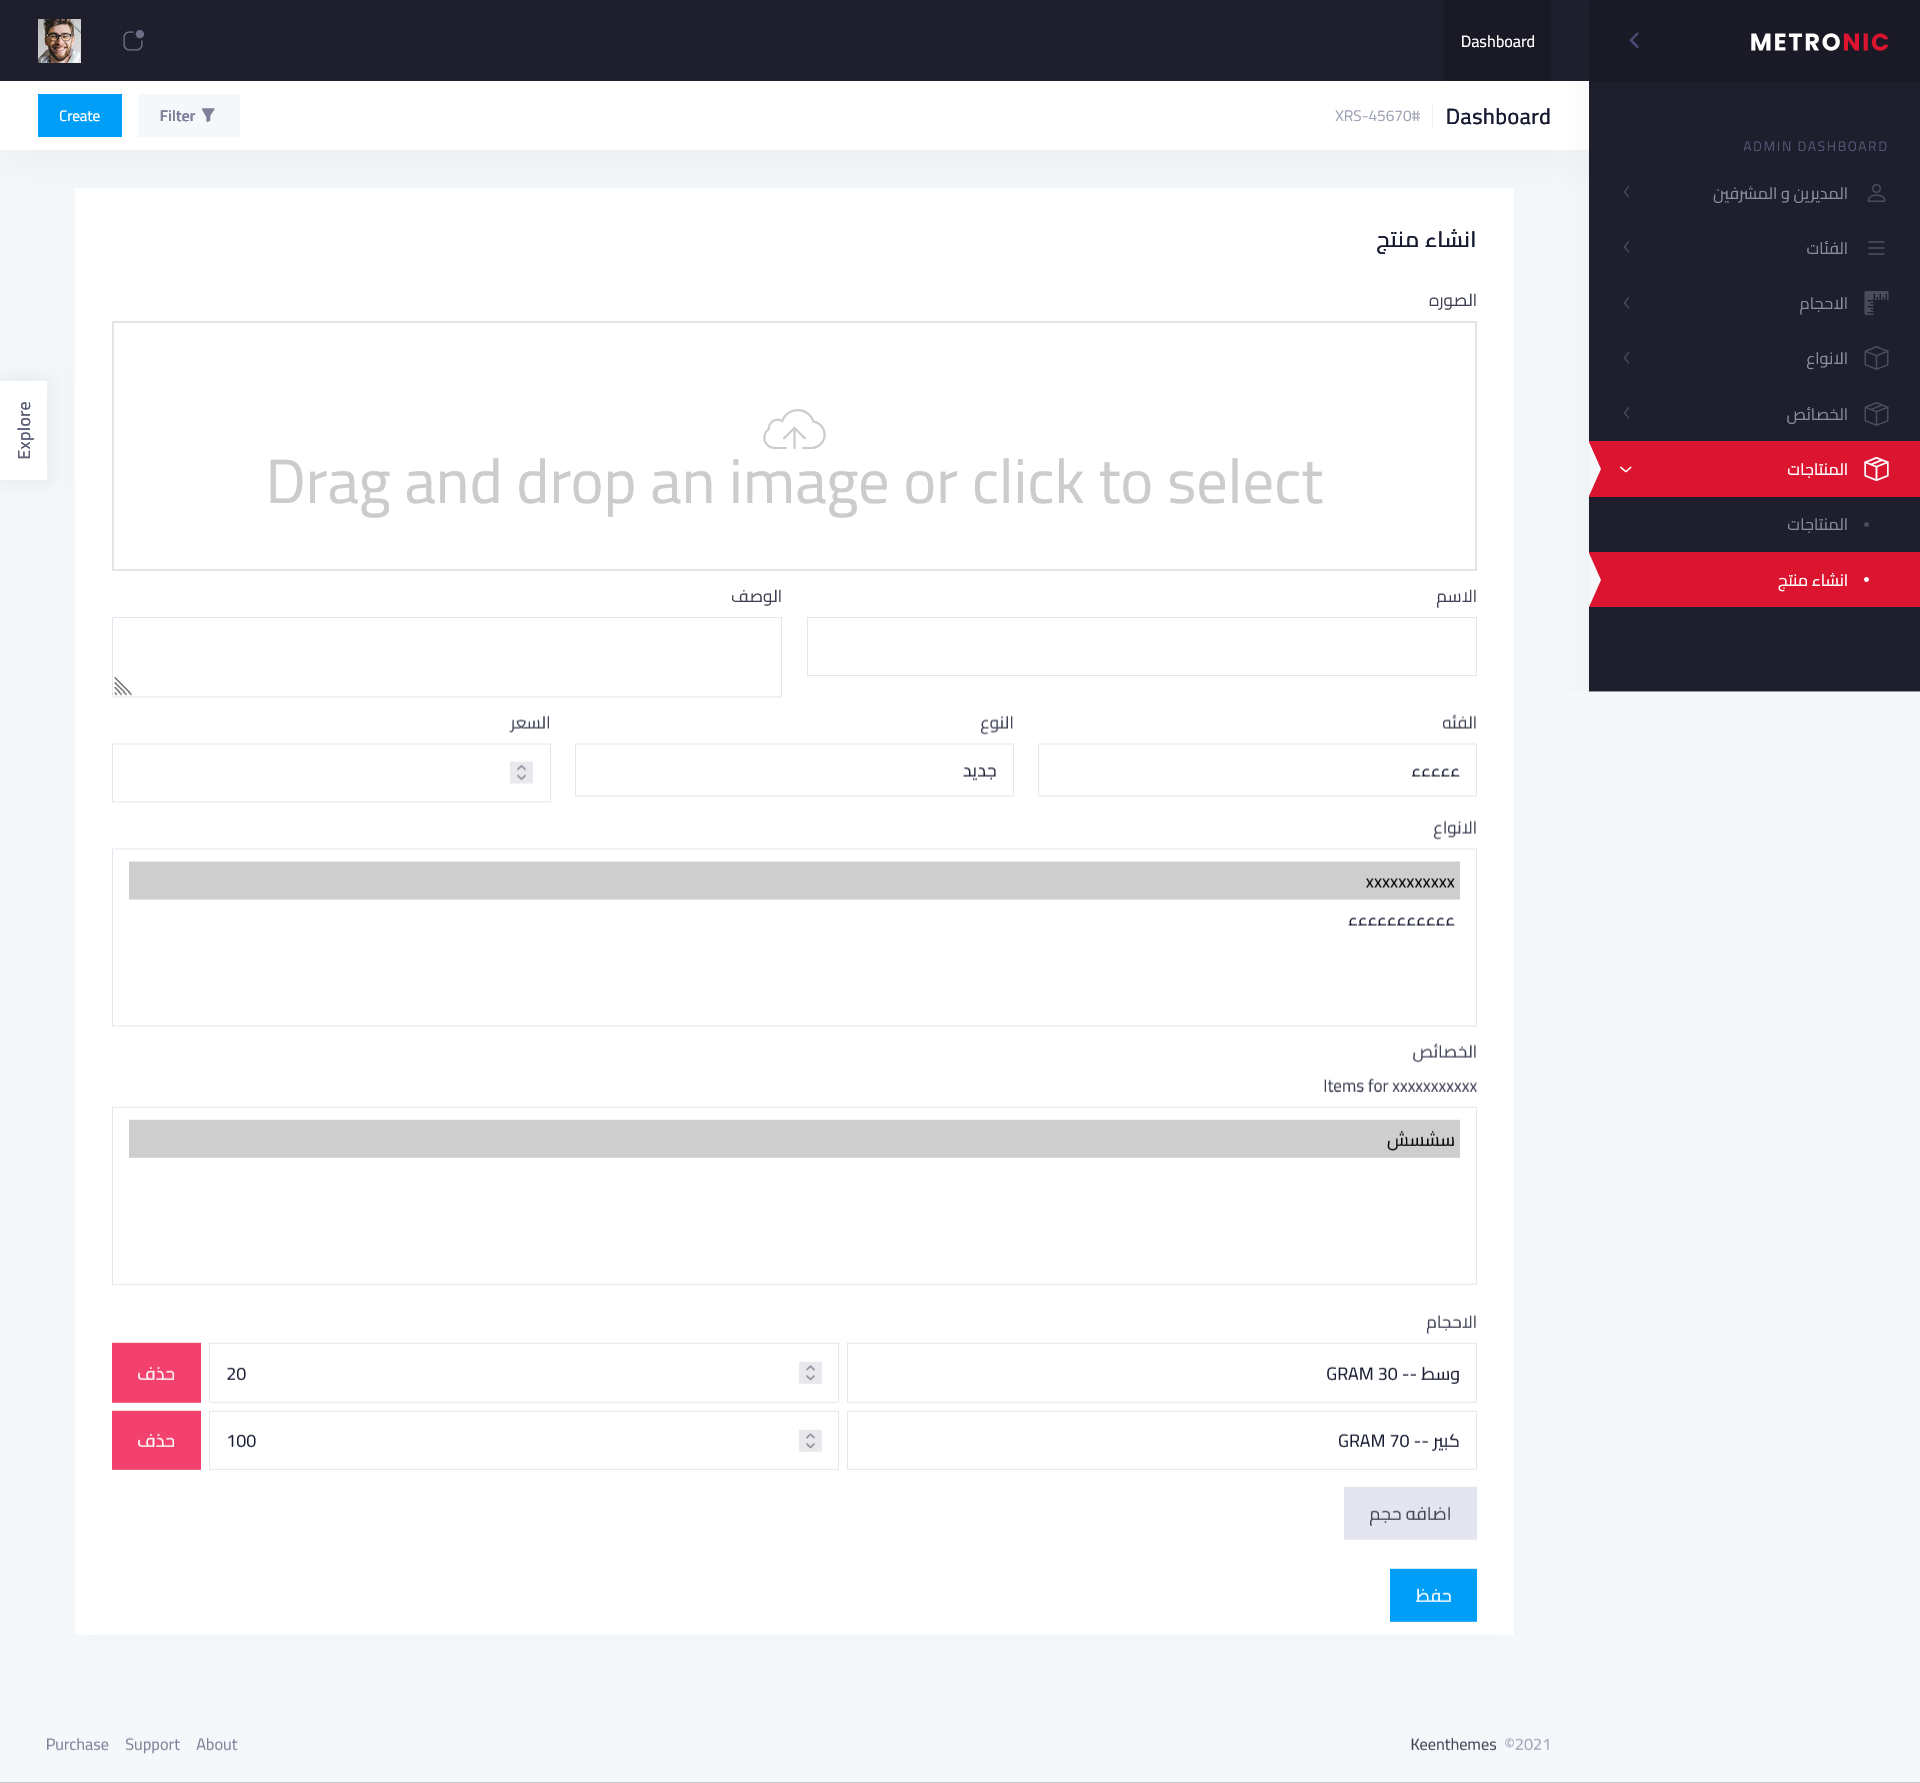 METRONIC
Dashboard
Dashboard
XRS-45670#
Filter
Create
ADMIN DASHBOARD
المديرين و المشرفين
الفئات
الاحجام
الانواع
الخصائص
المنتاجات
المنتاجات
انشاء منتج
Explore
انشاء منتج
الصوره
Drag and drop an image or click to select
الاسم
الوصف
الفئه
النوع
السعر
ءءءءء
جديد
الانواع
xxxxxxxxxxx
ءءءءءءءءءءء
الخصائص
Items for xxxxxxxxxxx
سشسش
الاحجام
وسط -- 30 GRAM
20
حذف
كبير -- 70 GRAM
100
حذف
اضافه حجم
حفظ
Keenthemes ©2021
Purchase Support About